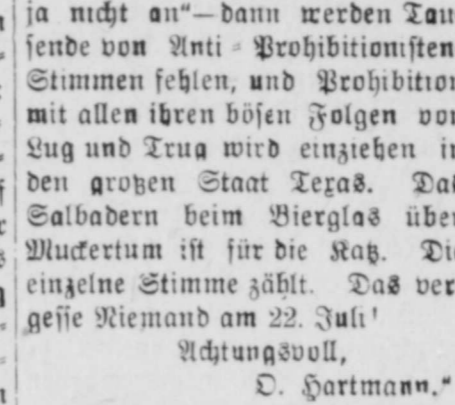 ja nicht an“—dann werden Tau
sende von Anti-Prohibitionisten
Stimmen fehlen, und Prohibition
mit allen ihren bösen Folgen von
Lug und Trug wird einziehen in
den großen Staat Texas. Das
Salbadern beim Bierglas über
Muckertum ist für die Katz. Die
einzelne Stimme zählt. Das ver
gesse Niemand am 22. Juli!
Achtungsvoll,
O. Hartmann.“